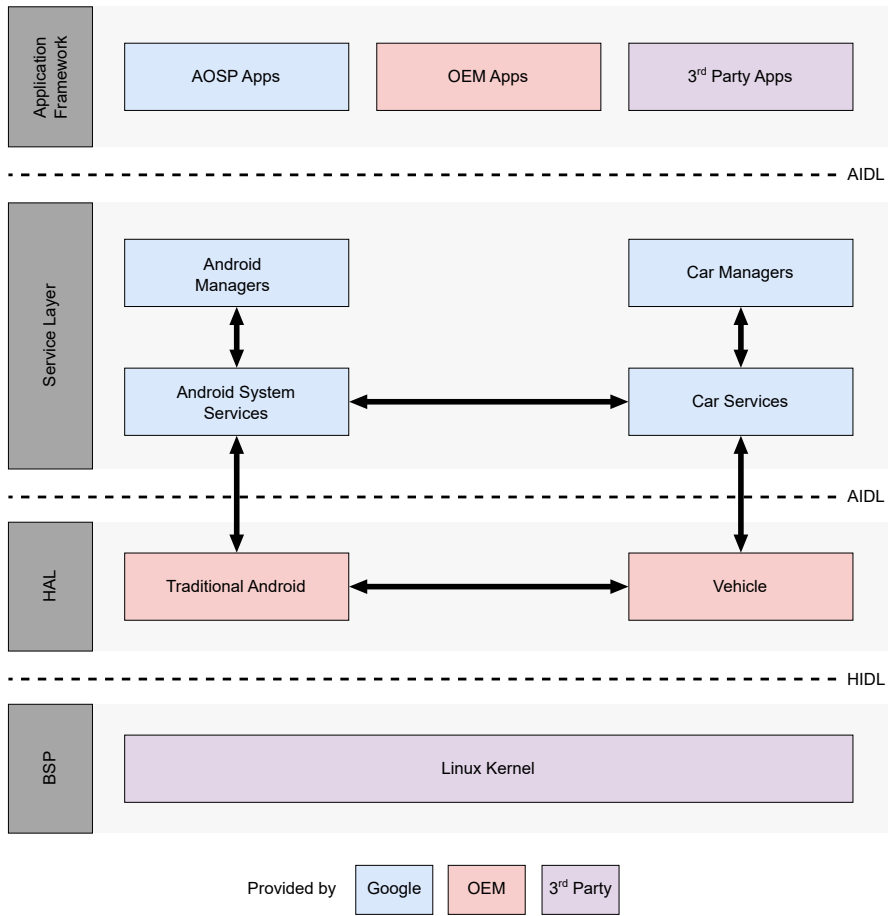 Application
Framework
AOSP Apps
OEM Apps
3rd Party Apps
AIDL
Service Layer
Android
Managers
Car Managers
Android System
Services
Car Services
AIDL
HAL
Traditional Android
Vehicle
HIDL
BSP
Linux Kernel
Provided by
Google
OEM
3rd Party